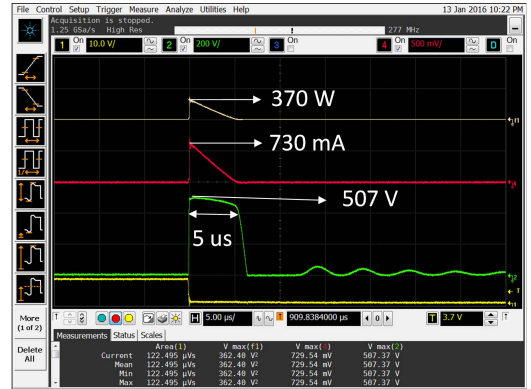 File Control Setup Trigger Measure Analyze Utilities Help 13 Jan 2016 10:22 PM
Acquisition is stopped.
1.25 GSa/s High Res 277 MHz
1 On 10.0 V/ 2 On 200 V/ 3 On 4 On 500 mV/ D On
370 W
730 mA
507 V
5 us
More
(1 of 2)
Delete
All
H 5.00 µs/ 909.8384000 µs 0 T 3.7 V
Measurements Status Scales
Area(1) V max(f1) V max(4) V max(2)
Current 122.495 µVs 362.40 V² 729.54 mV 507.37 V
Mean 122.495 µVs 362.40 V² 729.54 mV 507.37 V
Min 122.495 µVs 362.40 V² 729.54 mV 507.37 V
Max 122.495 µVs 362.40 V² 729.54 mV 507.37 V